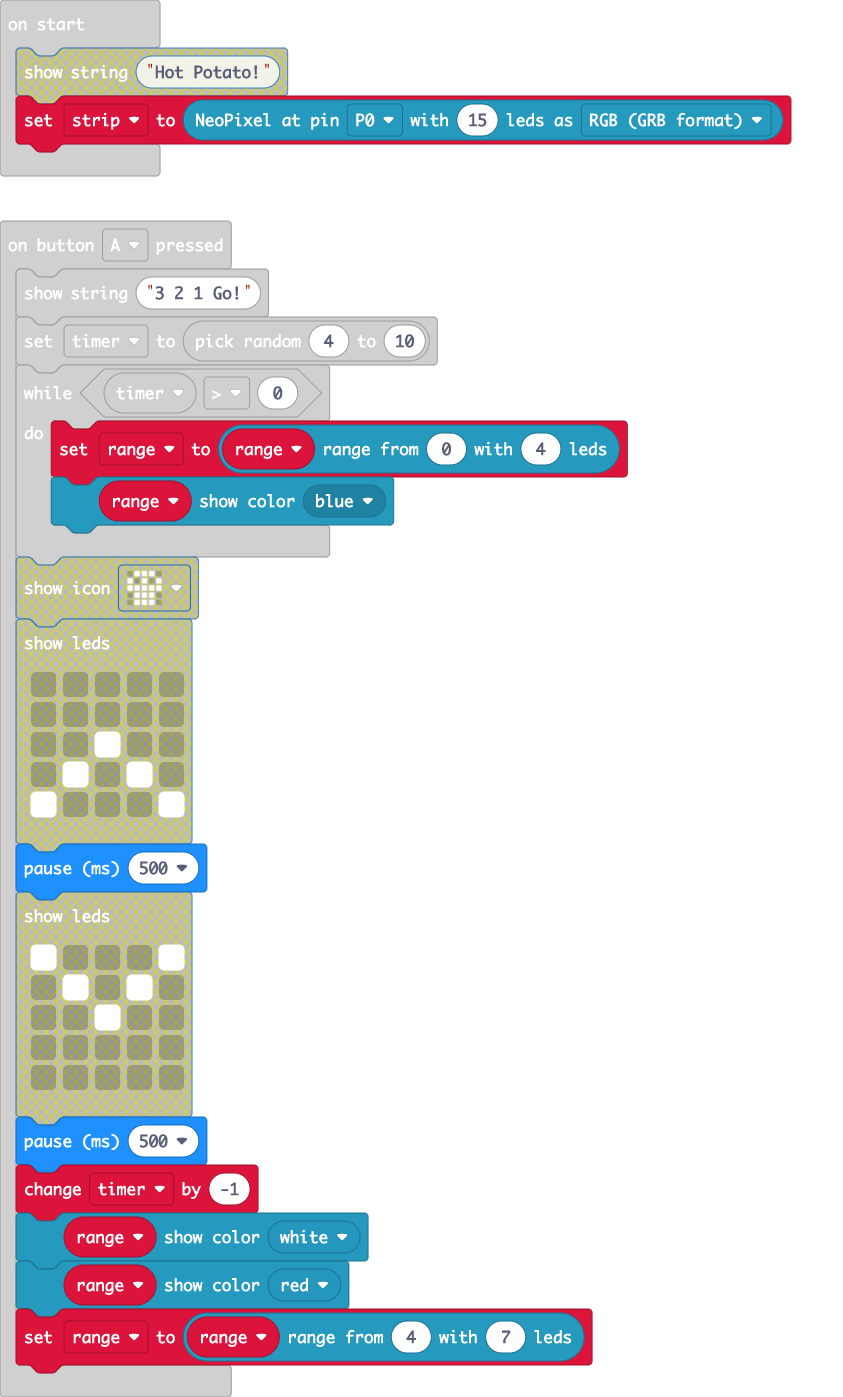 on start
show string "Hot Potato!"
set strip to NeoPixel at pin P0 with 15 leds as RGB (GRB format)
on button A pressed
show string "3 2 1 Go!"
set timer to pick random 4 to 10
while timer > 0
do
set range to range range from 0 with 4 leds
range show color blue
show icon
show leds
pause (ms) 500
show leds
pause (ms) 500
change timer by -1
range show color white
range show color red
set range to range range from 4 with 7 leds